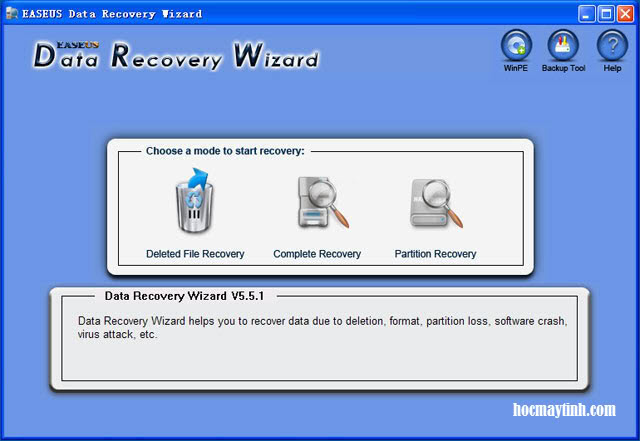 EASEUS Data Recovery Wizard
EASEUS
Data Recovery Wizard
WinPE
Backup Tool
Help
Choose a mode to start recovery:
Deleted File Recovery
Complete Recovery
Partition Recovery
Data Recovery Wizard V5.5.1
Data Recovery Wizard helps you to recover data due to deletion, format, partition loss, software crash,
virus attack, etc.
hocmaytinh.com